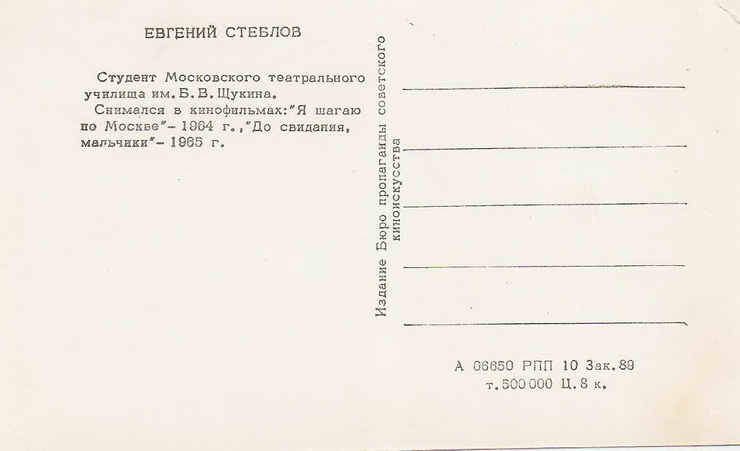 ЕВГЕНИЙ СТЕБЛОВ
Студент Московского театрального
училища им. Б. В. Щукина.
Снимался в кинофильмах: "Я шагаю
по Москве" – 1964 г., "До свидания,
мальчики" – 1965 г.
Издание Бюро пропаганды советского
киноискусства
А 06650 РПП 10 Зак. 89
т. 500 000 Ц. 8 к.